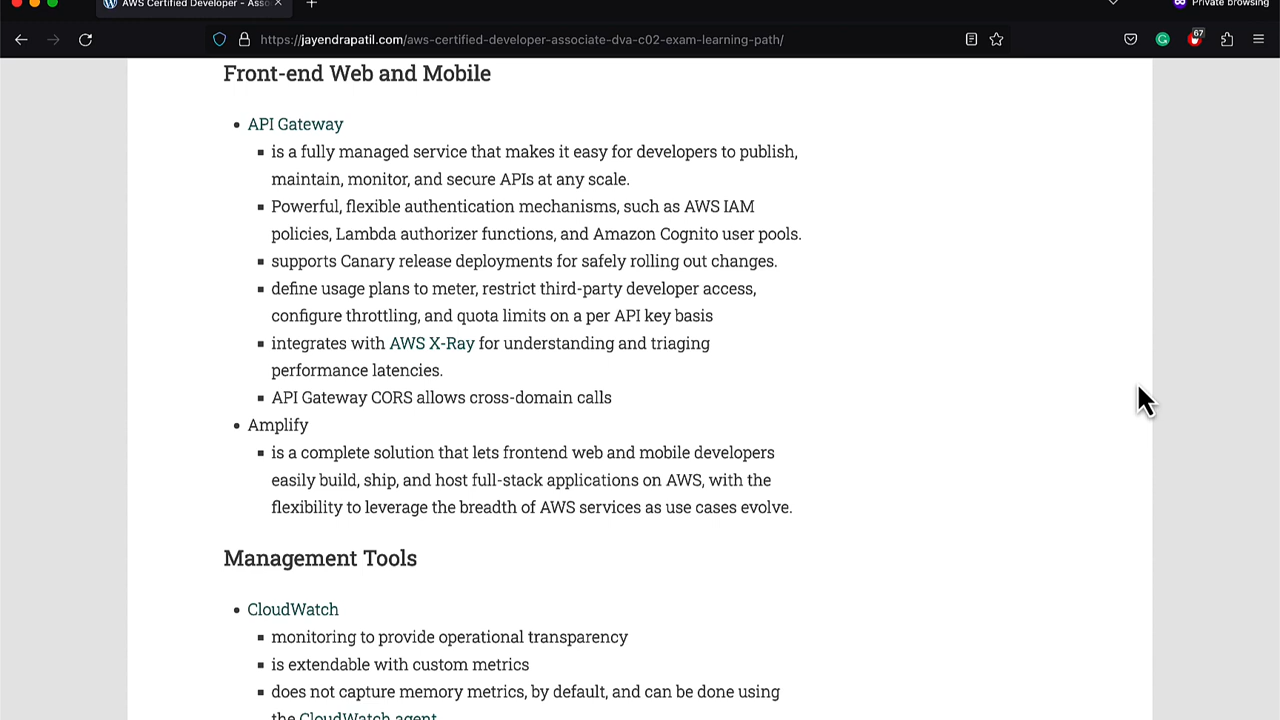 AWS Certified Developer - Asso
Private browsing
https://jayendrapatil.com/aws-certified-developer-associate-dva-c02-exam-learning-path/
67
Front-end Web and Mobile
API Gateway
is a fully managed service that makes it easy for developers to publish,
maintain, monitor, and secure APIs at any scale.
Powerful, flexible authentication mechanisms, such as AWS IAM
policies, Lambda authorizer functions, and Amazon Cognito user pools.
supports Canary release deployments for safely rolling out changes.
define usage plans to meter, restrict third-party developer access,
configure throttling, and quota limits on a per API key basis
integrates with AWS X-Ray for understanding and triaging
performance latencies.
API Gateway CORS allows cross-domain calls
Amplify
is a complete solution that lets frontend web and mobile developers
easily build, ship, and host full-stack applications on AWS, with the
flexibility to leverage the breadth of AWS services as use cases evolve.
Management Tools
CloudWatch
monitoring to provide operational transparency
is extendable with custom metrics
does not capture memory metrics, by default, and can be done using
the CloudWatch agent